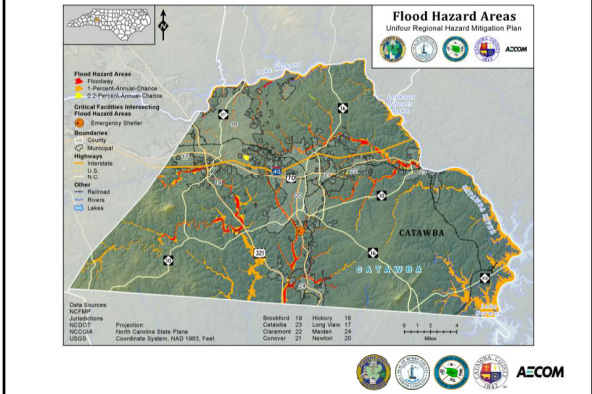 Flood Hazard Areas
Unifour Regional Hazard Mitigation Plan
AECOM
N
Flood Hazard Areas
Floodway
1-Percent-Annual-Chance
0.2-Percent-Annual-Chance
Critical Facilities Intersecting
Flood Hazard Areas
Emergency Shelter
Boundaries
County
Municipal
Highways
Interstate
U.S.
N.C.
Other
Railroad
Rivers
Lakes
40
70
321
16
10
CATAWBA
CATAWBA
Data Sources:
NCFMP
Jurisdictions
NCDOT
NCCGIA
USGS
Projection:
North Carolina State Plane
Coordinate System, NAD 1983, Feet
Brookford 19 Hickory 18
Catawba 23 Long View 17
Claremont 22 Maiden 24
Conover 21 Newton 20
0 1 2 4
Miles
AECOM